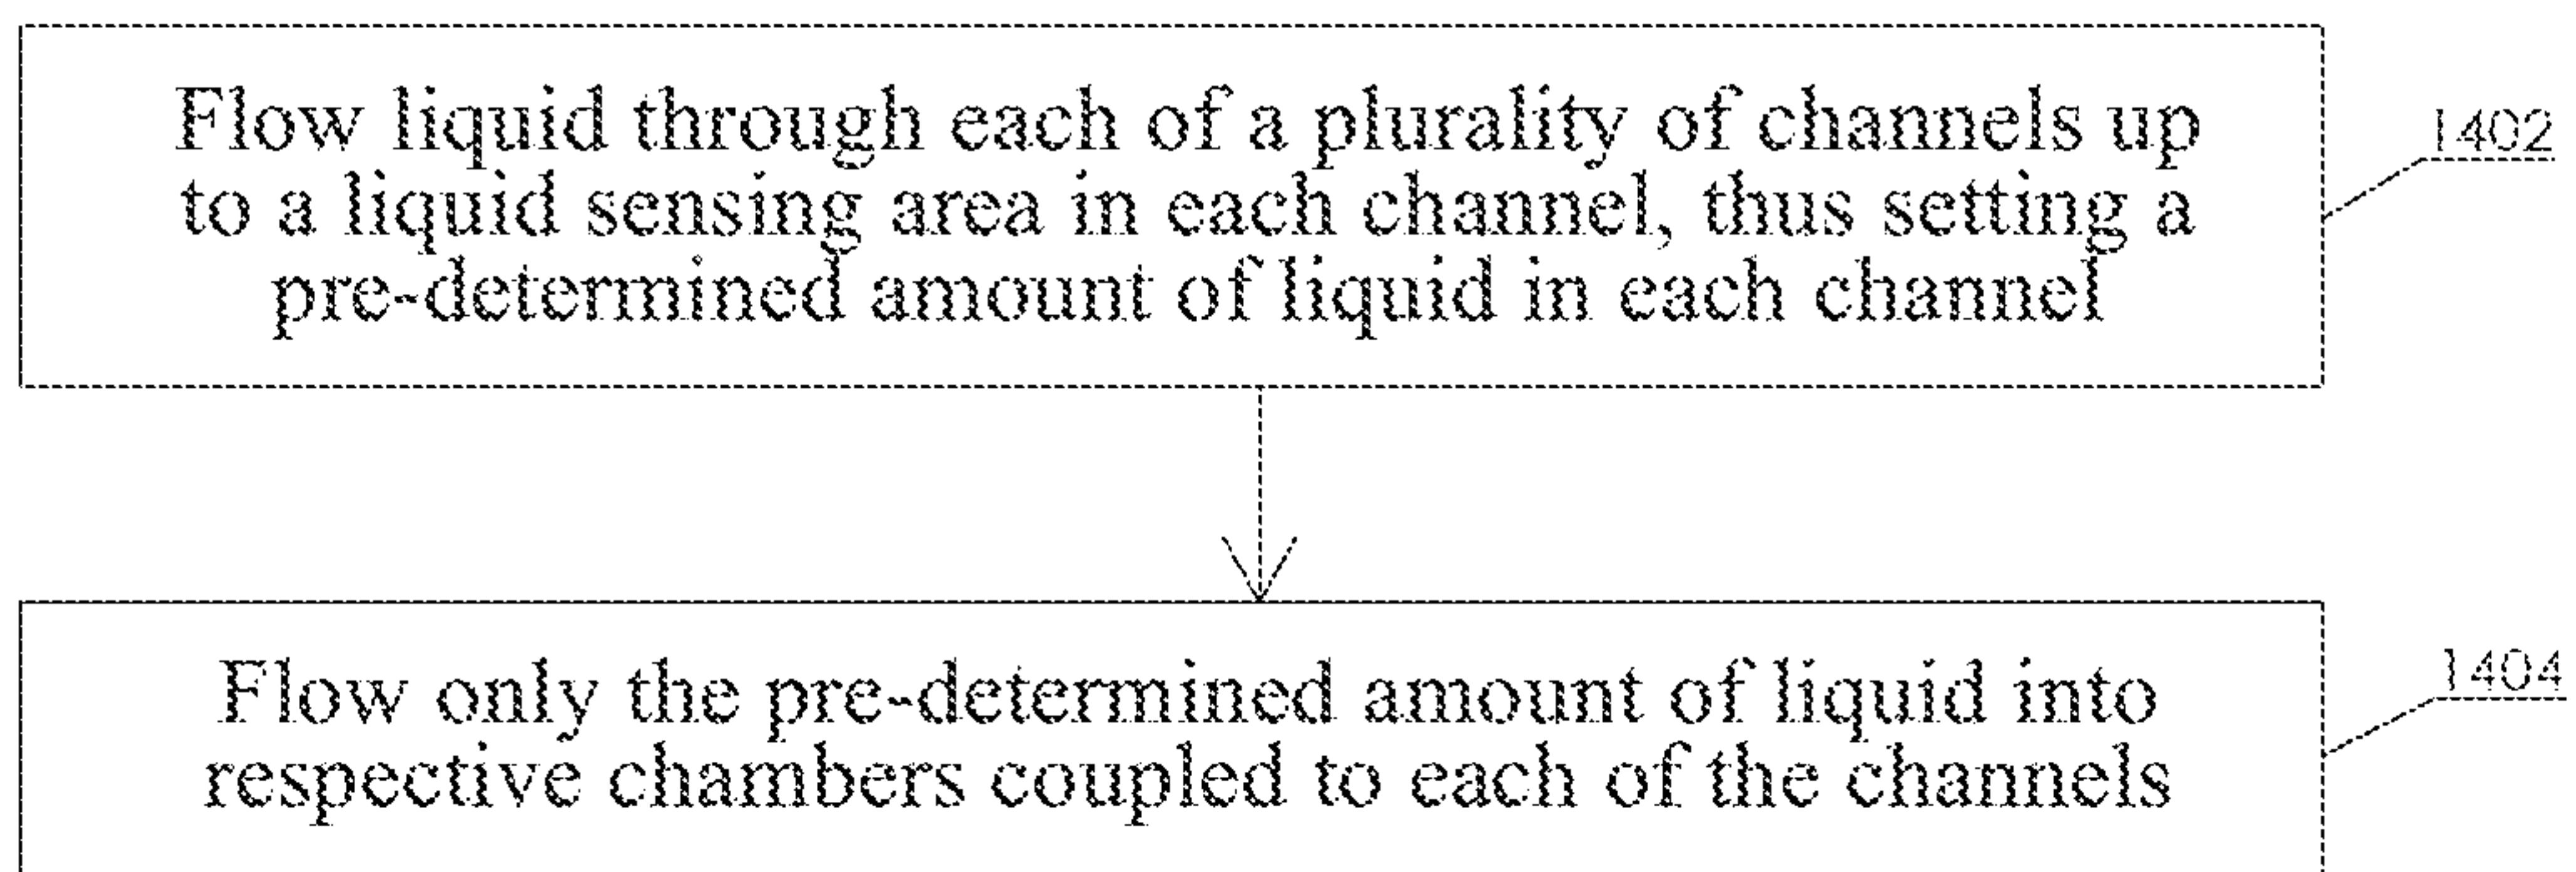 Flow liquid through each of a plurality of channels up
to a liquid sensing area in each channel, thus setting a
pre-determined amount of liquid in each channel
1402
Flow only the pre-determined amount of liquid into
respective chambers coupled to each of the channels
1404